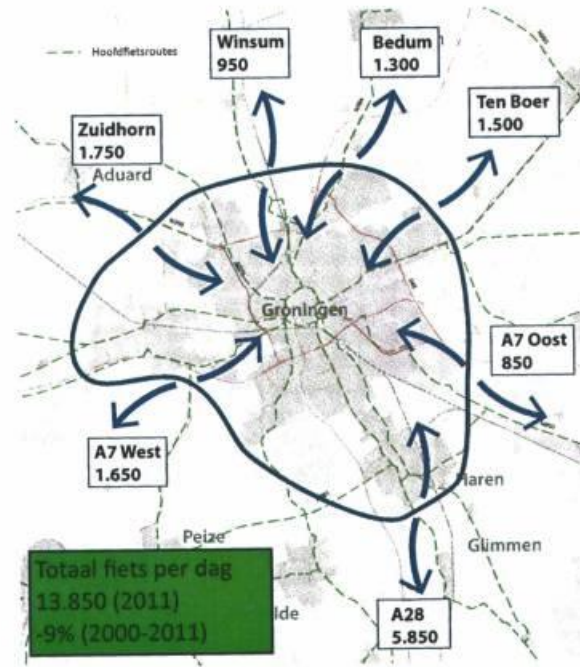 Hoofdfietsroutes
Winsum
950
Bedum
1.300
Ten Boer
1.500
Zuidhorn
1.750
Aduard
Groningen
A7 Oost
850
A7 West
1.650
Haren
Peize
Glimmen
lde
Totaal fiets per dag
13.850 (2011)
-9% (2000-2011)
A28
5.850